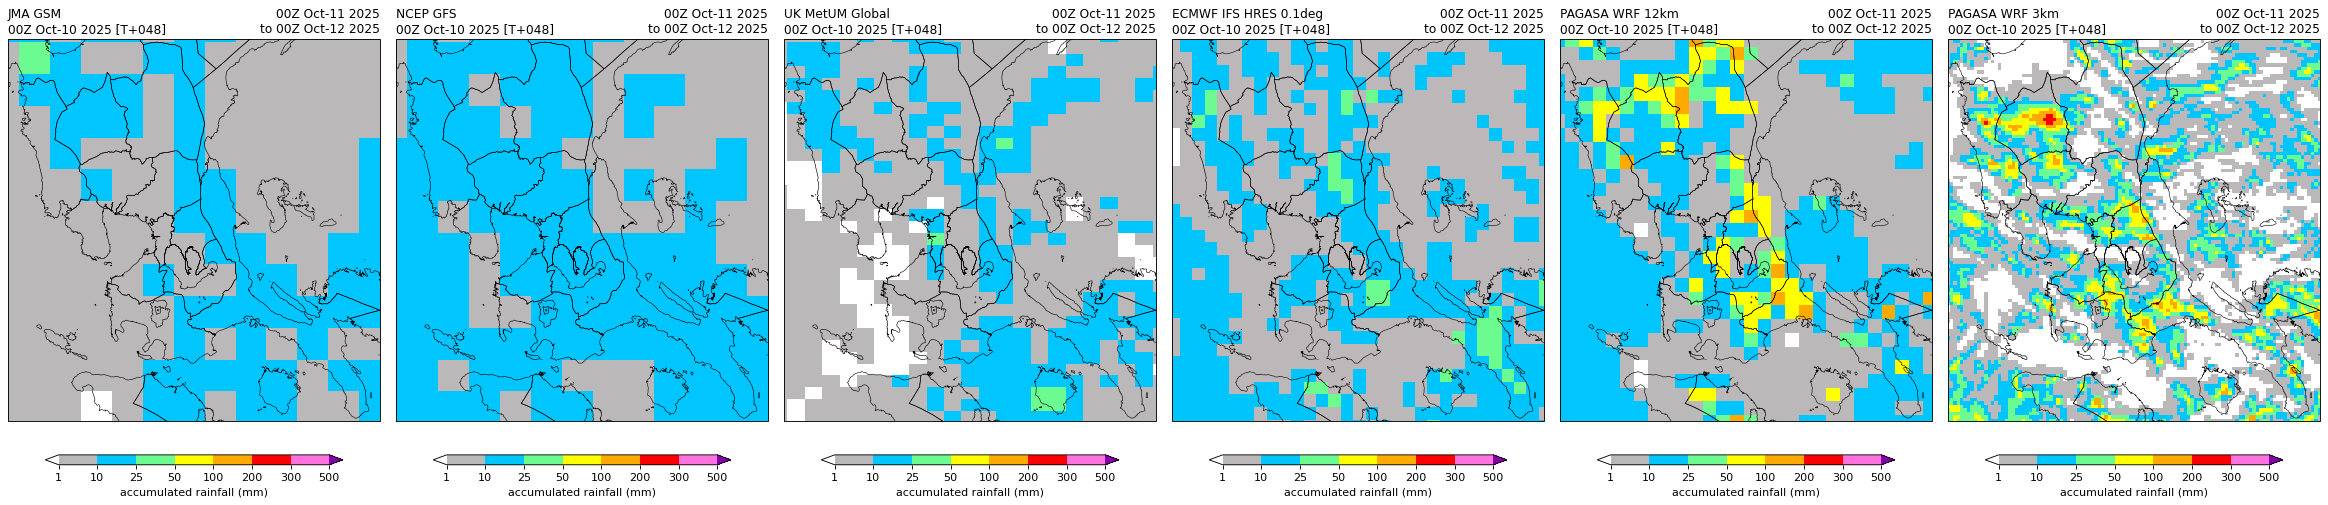 JMA GSM 00Z Oct-11 2025
00Z Oct-10 2025 [T+048] to 00Z Oct-12 2025
1 10 25 50 100 200 300 500
accumulated rainfall (mm)
NCEP GFS 00Z Oct-11 2025
00Z Oct-10 2025 [T+048] to 00Z Oct-12 2025
1 10 25 50 100 200 300 500
accumulated rainfall (mm)
UK MetUM Global 00Z Oct-11 2025
00Z Oct-10 2025 [T+048] to 00Z Oct-12 2025
1 10 25 50 100 200 300 500
accumulated rainfall (mm)
ECMWF IFS HRES 0.1deg 00Z Oct-11 2025
00Z Oct-10 2025 [T+048] to 00Z Oct-12 2025
1 10 25 50 100 200 300 500
accumulated rainfall (mm)
PAGASA WRF 12km 00Z Oct-11 2025
00Z Oct-10 2025 [T+048] to 00Z Oct-12 2025
1 10 25 50 100 200 300 500
accumulated rainfall (mm)
PAGASA WRF 3km 00Z Oct-11 2025
00Z Oct-10 2025 [T+048] to 00Z Oct-12 2025
1 10 25 50 100 200 300 500
accumulated rainfall (mm)